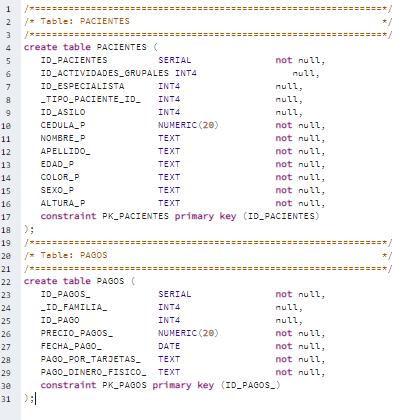 1 /*==============================================================*/
2 /* Table: PACIENTES */
3 /*==============================================================*/
4 create table PACIENTES (
5 ID_PACIENTES SERIAL not null,
6 ID_ACTIVIDADES_GRUPALES INT4 null,
7 ID_ESPECIALISTA INT4 null,
8 _TIPO_PACIENTE_ID_ INT4 null,
9 ID_ASILO INT4 null,
10 CEDULA_P NUMERIC(20) not null,
11 NOMBRE_P TEXT not null,
12 APELLIDO_ TEXT not null,
13 EDAD_P TEXT not null,
14 COLOR_P TEXT not null,
15 SEXO_P TEXT not null,
16 ALTURA_P TEXT not null,
17 constraint PK_PACIENTES primary key (ID_PACIENTES)
18 );
19 /*==============================================================*/
20 /* Table: PAGOS */
21 /*==============================================================*/
22 create table PAGOS (
23 ID_PAGOS_ SERIAL not null,
24 _ID_FAMILIA_ INT4 null,
25 ID_PAGO INT4 null,
26 PRECIO_PAGOS_ NUMERIC(20) not null,
27 FECHA_PAGO_ DATE not null,
28 PAGO_POR_TARJETAS_ TEXT not null,
29 PAGO_DINERO_FISICO_ TEXT not null,
30 constraint PK_PAGOS primary key (ID_PAGOS_)
31 );